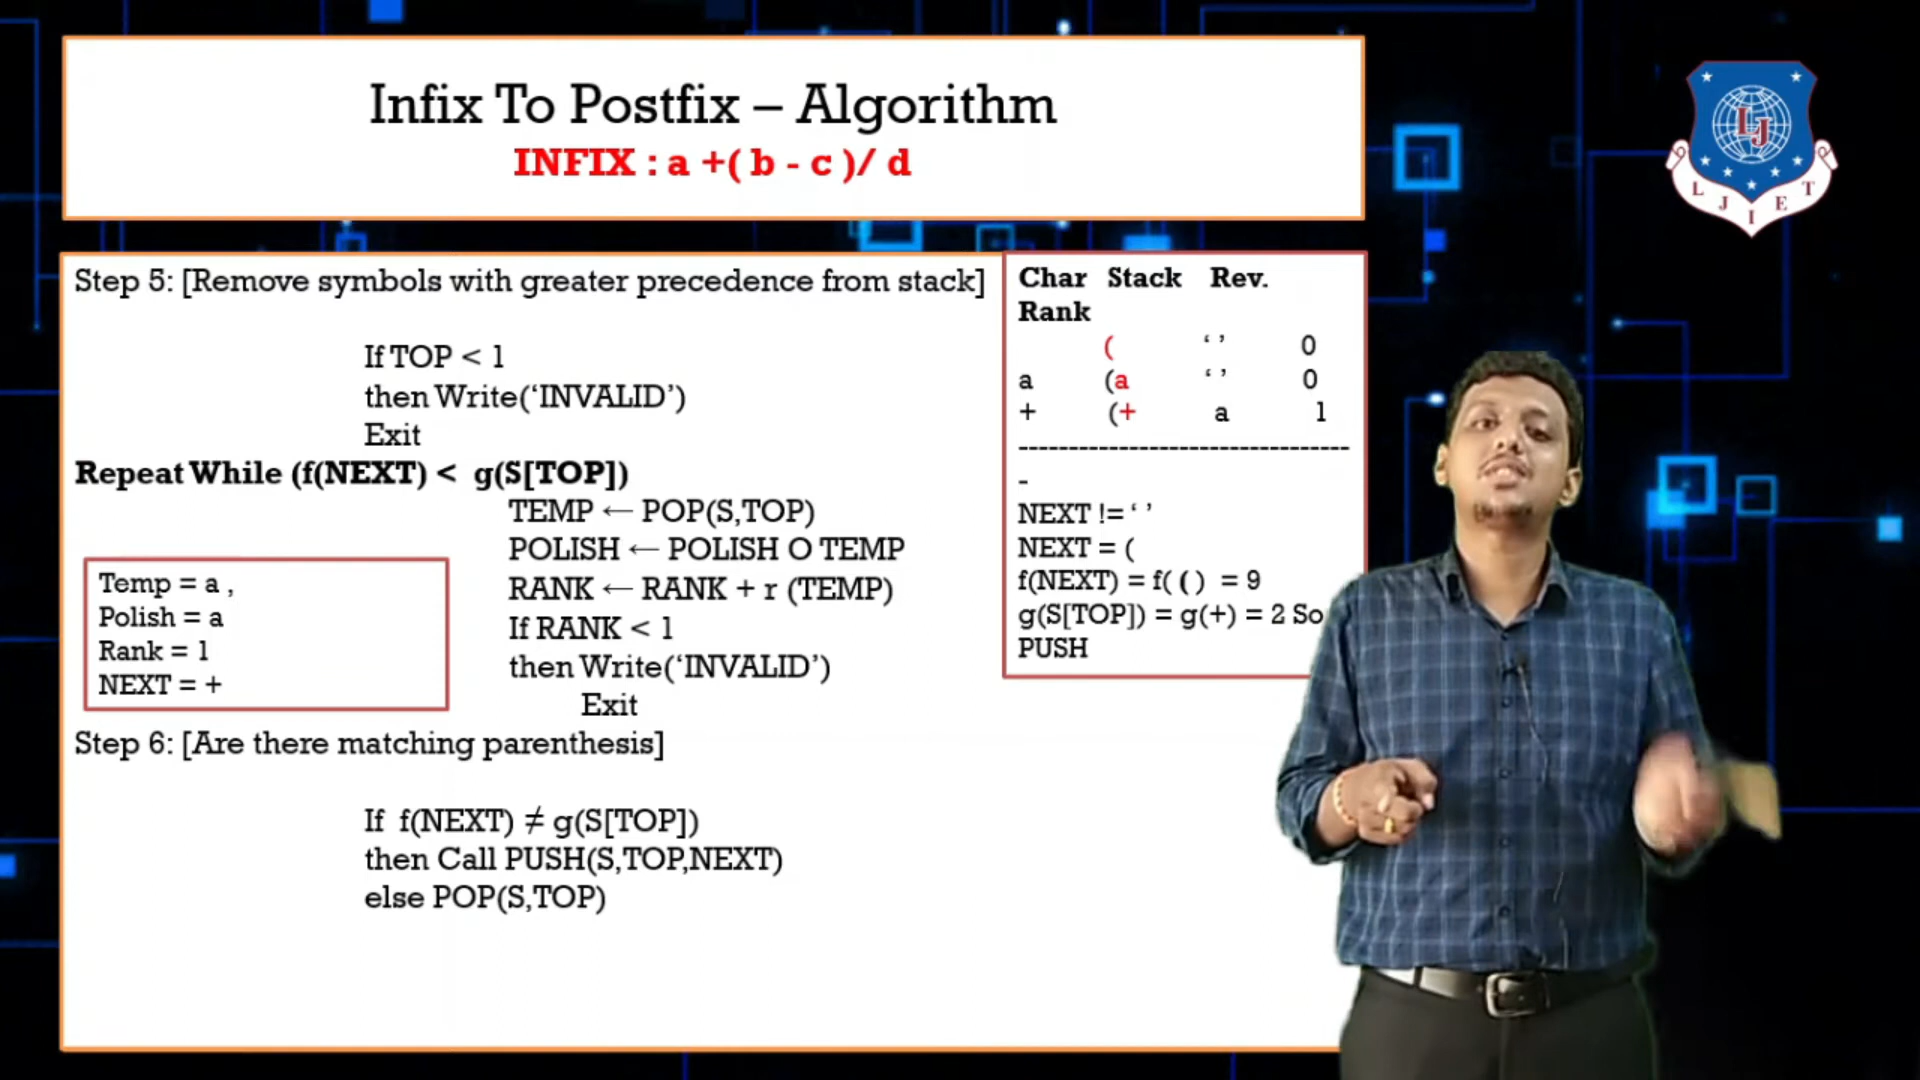 Infix To Postfix – Algorithm
INFIX : a +( b - c )/ d
L J I E T
LJ
Step 5: [Remove symbols with greater precedence from stack]
If TOP < 1
then Write(‘INVALID’)
Exit
Repeat While (f(NEXT) < g(S[TOP])
TEMP ← POP(S,TOP)
POLISH ← POLISH O TEMP
RANK ← RANK + r (TEMP)
If RANK < 1
then Write(‘INVALID’)
Exit
Temp = a ,
Polish = a
Rank = 1
NEXT = +
Step 6: [Are there matching parenthesis]
If f(NEXT) ≠ g(S[TOP])
then Call PUSH(S,TOP,NEXT)
else POP(S,TOP)
Char Stack Rev.
Rank
( ‘ ’ 0
a (a ‘ ’ 0
+ (+ a 1
--------------------------------
-
NEXT != ‘ ’
NEXT = (
f(NEXT) = f( ( ) = 9
g(S[TOP]) = g(+) = 2 So
PUSH